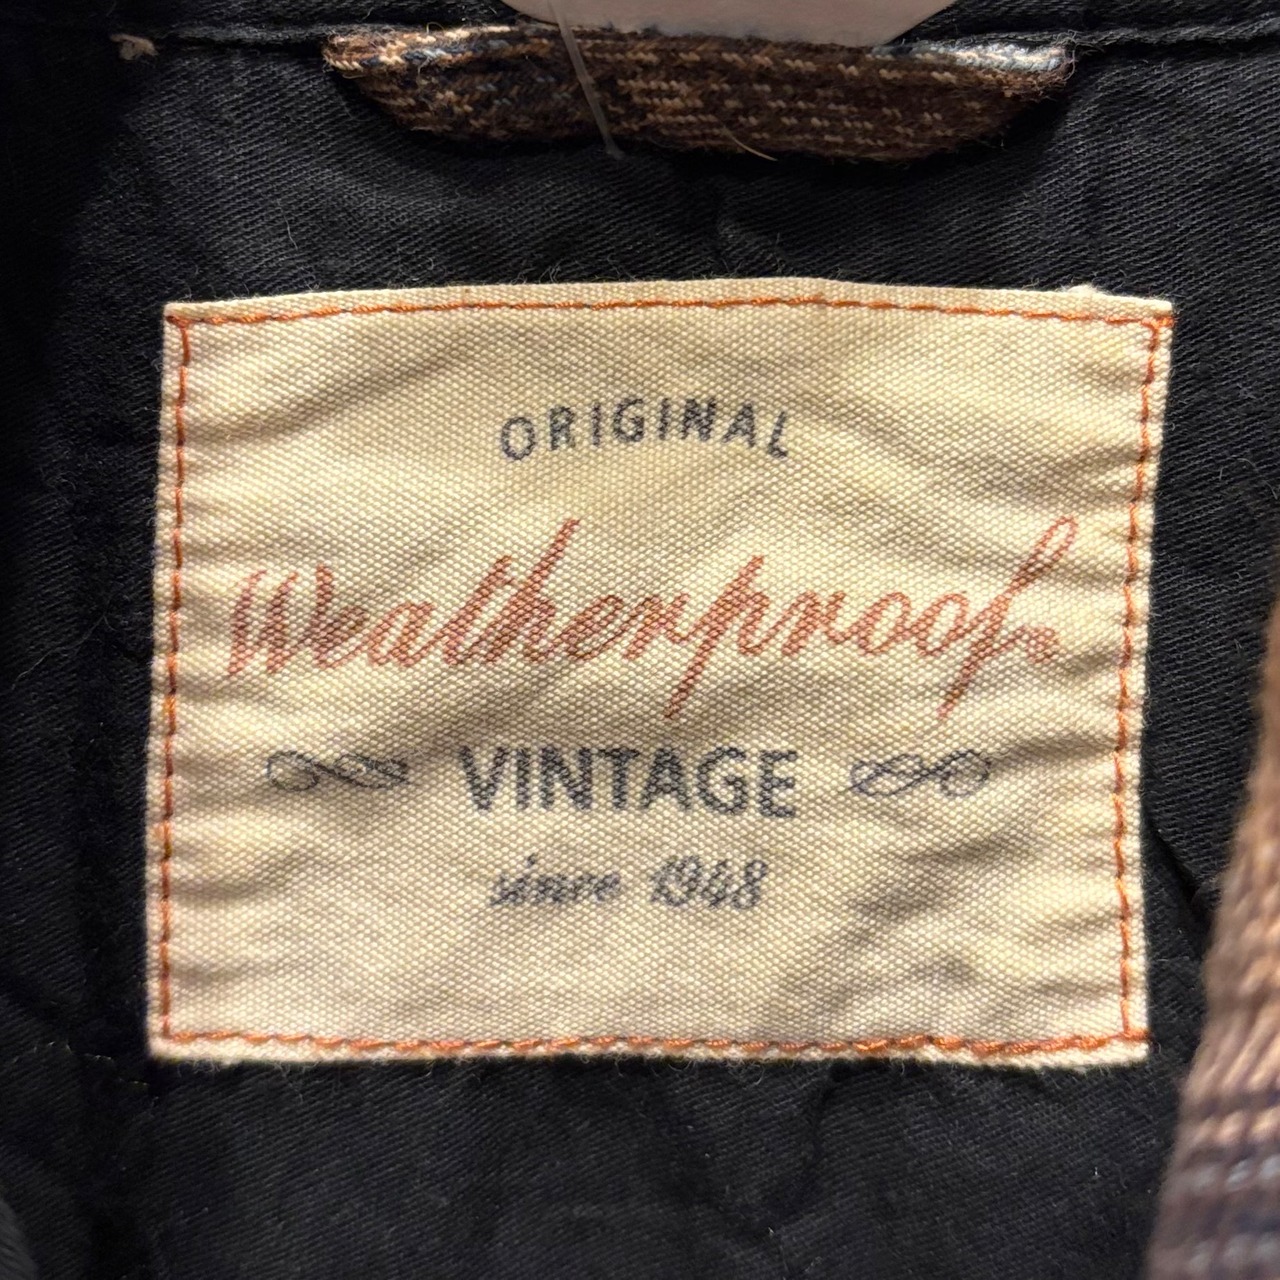 ORIGINAL
Weatherproof
VINTAGE
since 1948